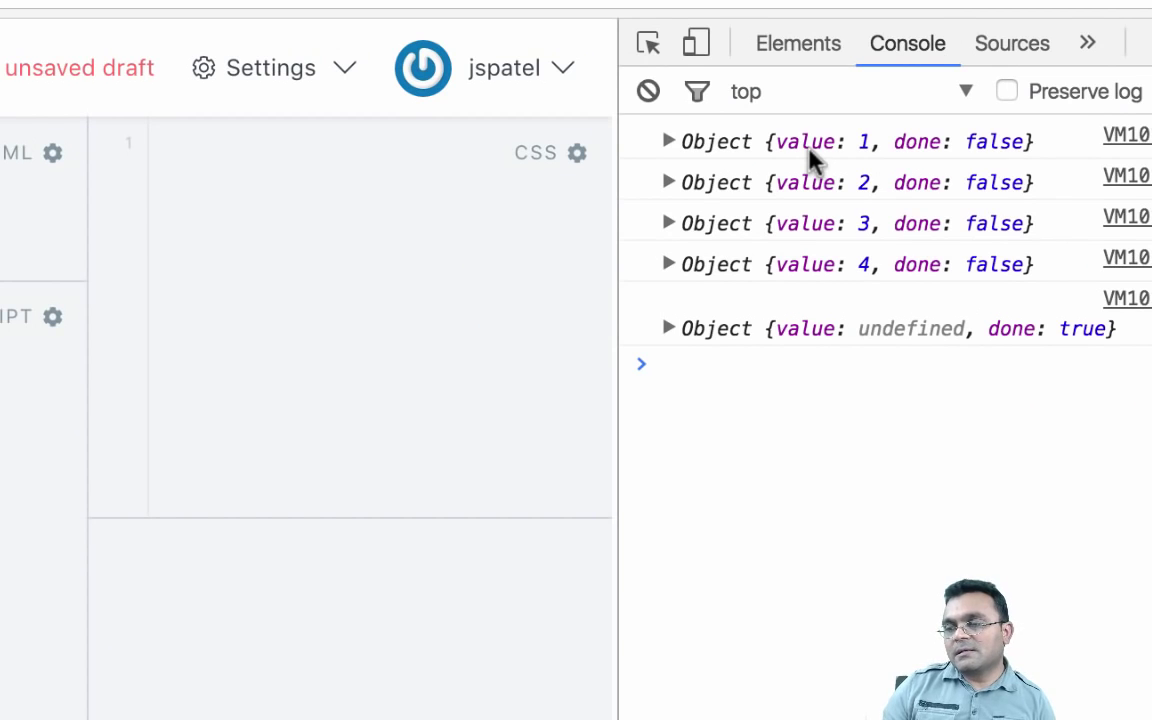 unsaved draft Settings jspatel
Elements Console Sources »
top Preserve log
ML
1 CSS
IPT
Object {value: 1, done: false} VM10
Object {value: 2, done: false} VM10
Object {value: 3, done: false} VM10
Object {value: 4, done: false} VM10
VM10
Object {value: undefined, done: true}
>